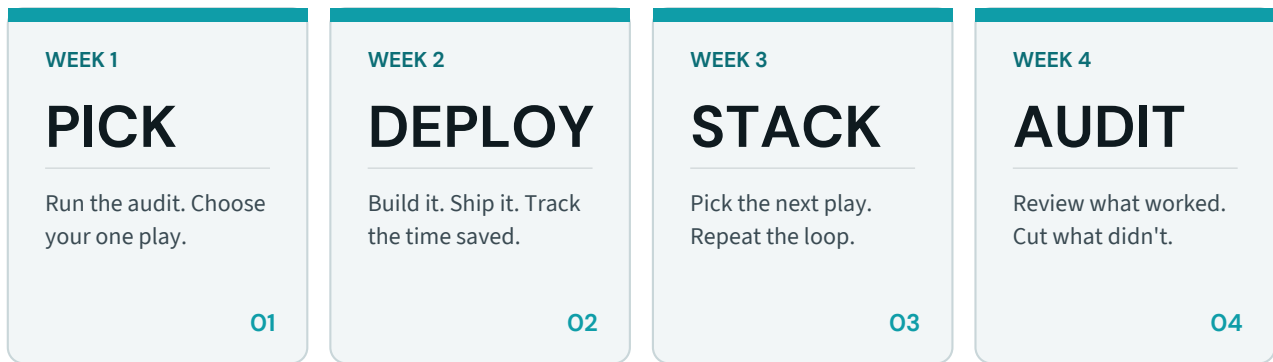 WEEK 1
PICK
Run the audit. Choose
your one play.
01
WEEK 2
DEPLOY
Build it. Ship it. Track
the time saved.
02
WEEK 3
STACK
Pick the next play.
Repeat the loop.
03
WEEK 4
AUDIT
Review what worked.
Cut what didn't.
04